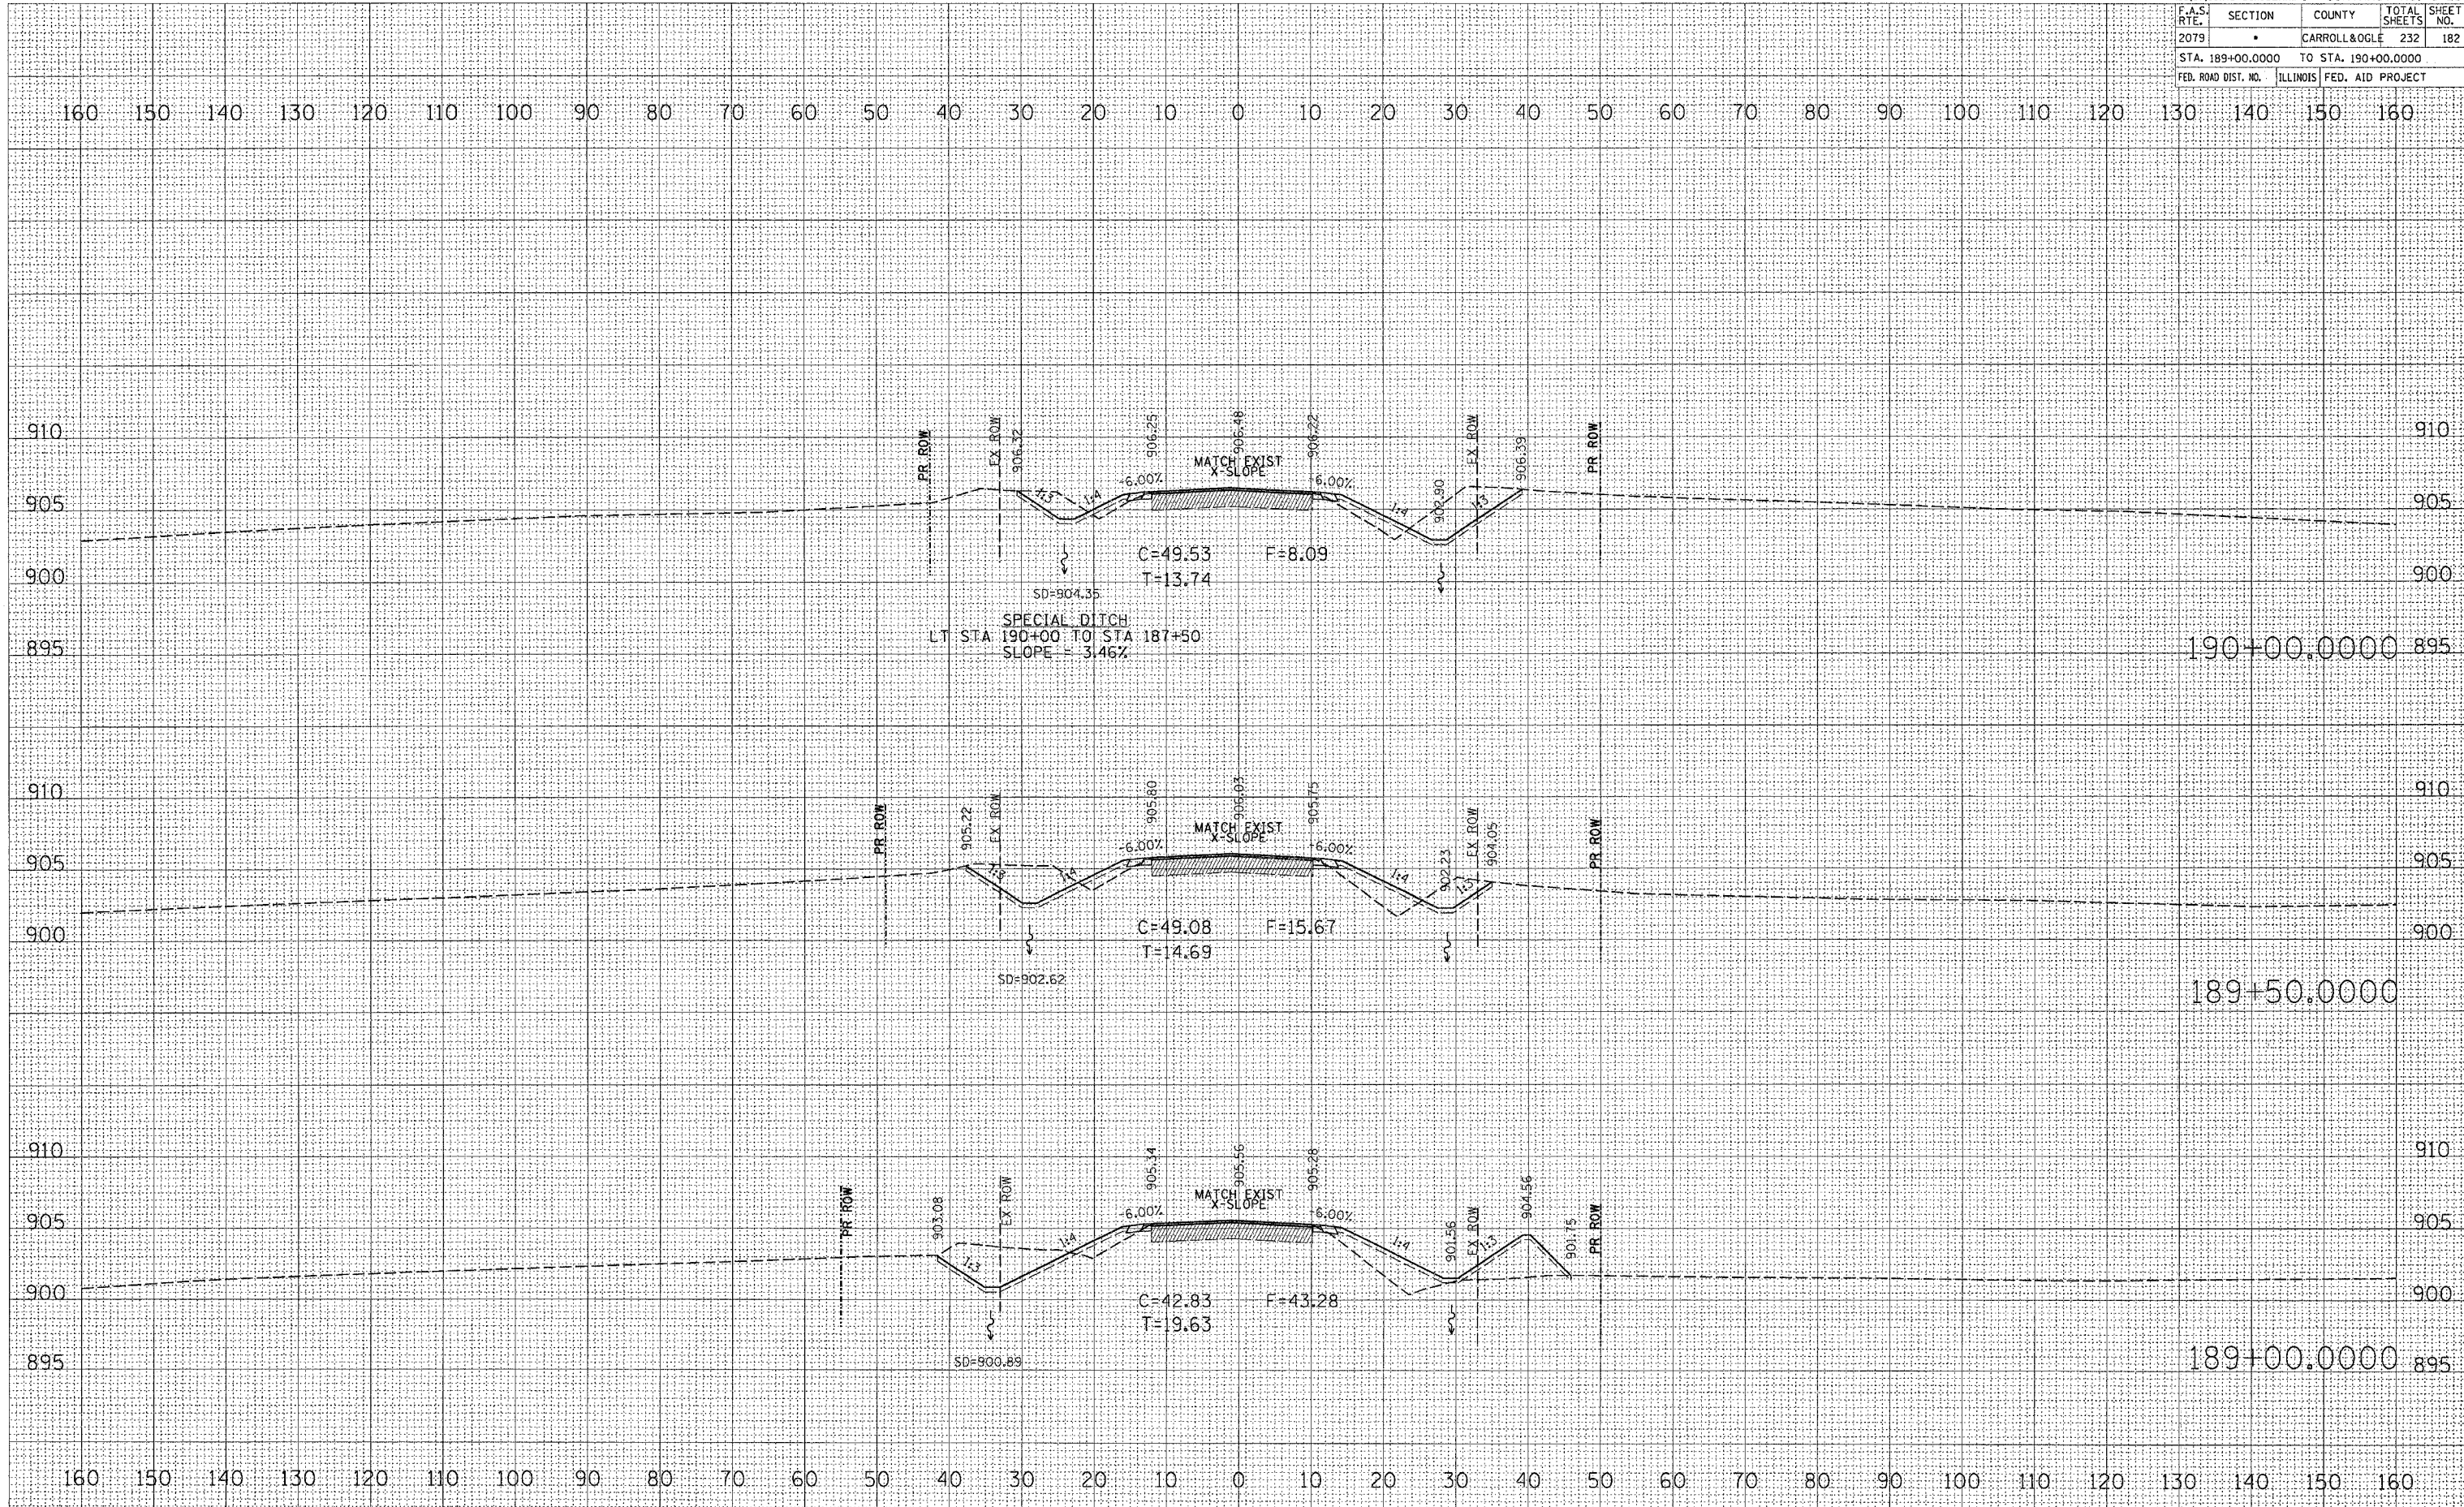 F.A.S. RTE. SECTION COUNTY TOTAL SHEETS SHEET NO.
2079 * CARROLL&OGLE 232 182
STA. 189+00.0000 TO STA. 190+00.0000
FED. ROAD DIST. NO. ILLINOIS FED. AID PROJECT
160 150 140 130 120 110 100 90 80 70 60 50 40 30 20 10 0 10 20 30 40 50 60 70 80 90 100 110 120 130 140 150 160
910 PR ROW EX ROW 906.32 906.25 906.48 906.22 EX ROW 906.39 PR ROW 910
MATCH EXIST
X-SLOPE
905 1:3 1:4 -6.00% -6.00% 1:4 902.90 1:3 905
C=49.53 F=8.09
T=13.74
900 900
SD=904.35
SPECIAL DITCH
LT STA 190+00 TO STA 187+50
SLOPE = 3.46%
895 190+00.0000 895
910 PR ROW 905.22 EX ROW 905.80 906.03 905.75 EX ROW 904.05 PR ROW 910
MATCH EXIST
X-SLOPE
905 1:3 1:4 -6.00% -6.00% 1:4 902.23 1:3 905
C=49.08 F=15.67
T=14.69
900 900
SD=902.62
189+50.0000
910 PR ROW 903.08 EX ROW 905.34 905.56 905.28 EX ROW 904.56 PR ROW 910
MATCH EXIST
X-SLOPE
905 1:3 1:4 -6.00% -6.00% 1:4 901.56 1:3 901.75 905
C=42.83 F=43.28
T=19.63
900 900
SD=900.89
895 189+00.0000 895
160 150 140 130 120 110 100 90 80 70 60 50 40 30 20 10 0 10 20 30 40 50 60 70 80 90 100 110 120 130 140 150 160